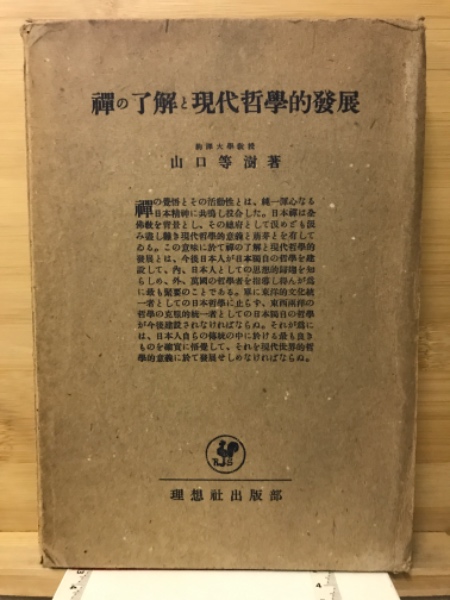 禪の了解と現代哲學的發展
駒澤大學教授
山口等澍著
禪の覺悟とその活動性とは、純一深心なる
日本精神に共鳴し投合した。日本禪は全
佛教を背景とし、その總府として汲めども汲
み盡し難き現代哲學的意義と
を有して
ゐる。この意味に於て禪の了解と現代哲學的
發展とは、今後日本人が日本獨自の哲學を建
設して、內、日本人としての思想的歸趨を知
らしめ、外、萬國の哲學者を指導し得んが爲
に最も緊要のことである。單に東洋的文化統
一者としての日本哲學に止らず、東西兩洋の
哲學の克服的統一者としての日本獨自の哲學
が今後建設されなければならぬ。それが爲に
は、日本人自らの傳統の中に於ける最も良き
ものを確實に悟覺して、それを現代世界的哲
學的意義に於て發展せしめなければならぬ。
理想社出版部